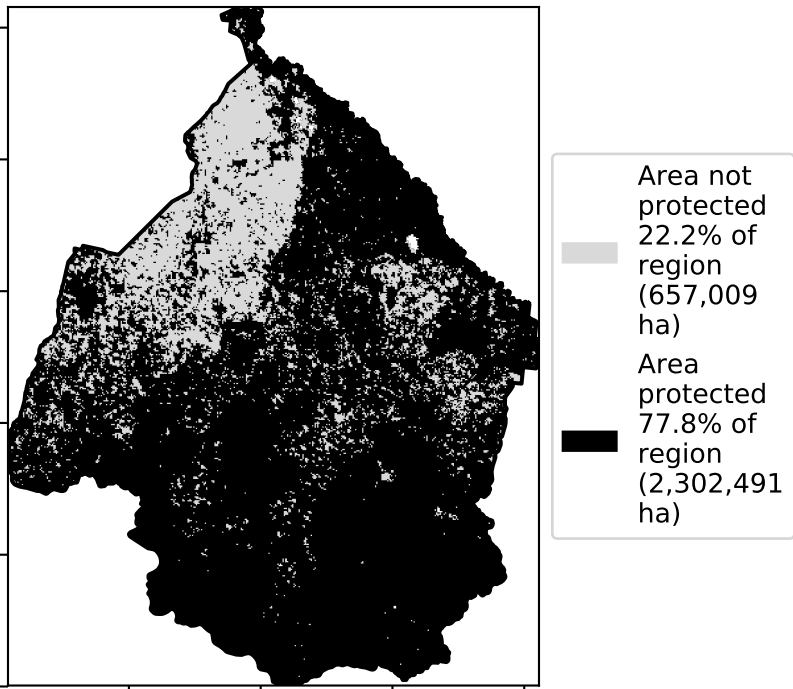 Area not
protected
22.2% of
region
(657,009
ha)
Area
protected
77.8% of
region
(2,302,491
ha)